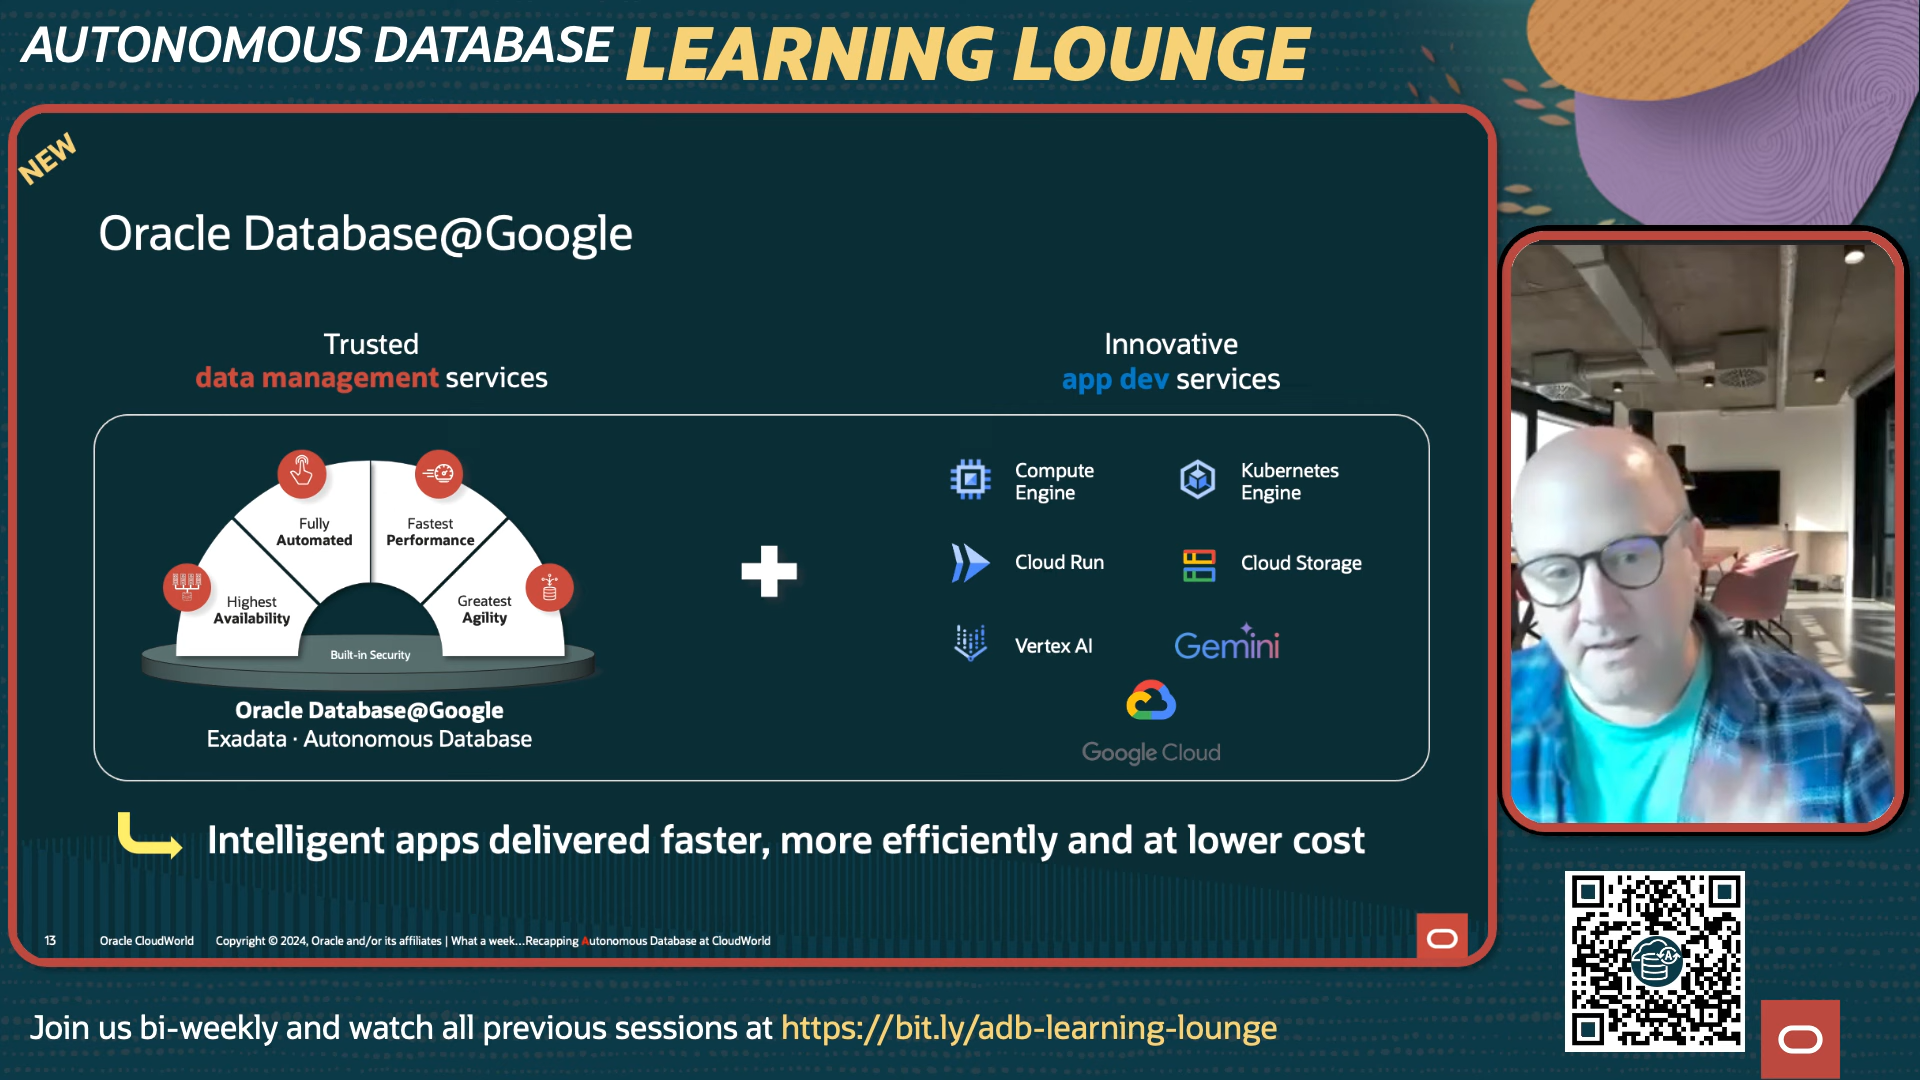 AUTONOMOUS DATABASE LEARNING LOUNGE
NEW
Oracle Database@Google
Trusted
data management services
Innovative
app dev services
Fully
Automated
Fastest
Performance
Highest
Availability
Greatest
Agility
Built-in Security
Oracle Database@Google
Exadata · Autonomous Database
Compute
Engine
Kubernetes
Engine
Cloud Run
Cloud Storage
Vertex AI
Gemini
Google Cloud
Intelligent apps delivered faster, more efficiently and at lower cost
13
Oracle CloudWorld
Copyright © 2024, Oracle and/or its affiliates | What a week...Recapping Autonomous Database at CloudWorld
Join us bi-weekly and watch all previous sessions at https://bit.ly/adb-learning-lounge
A